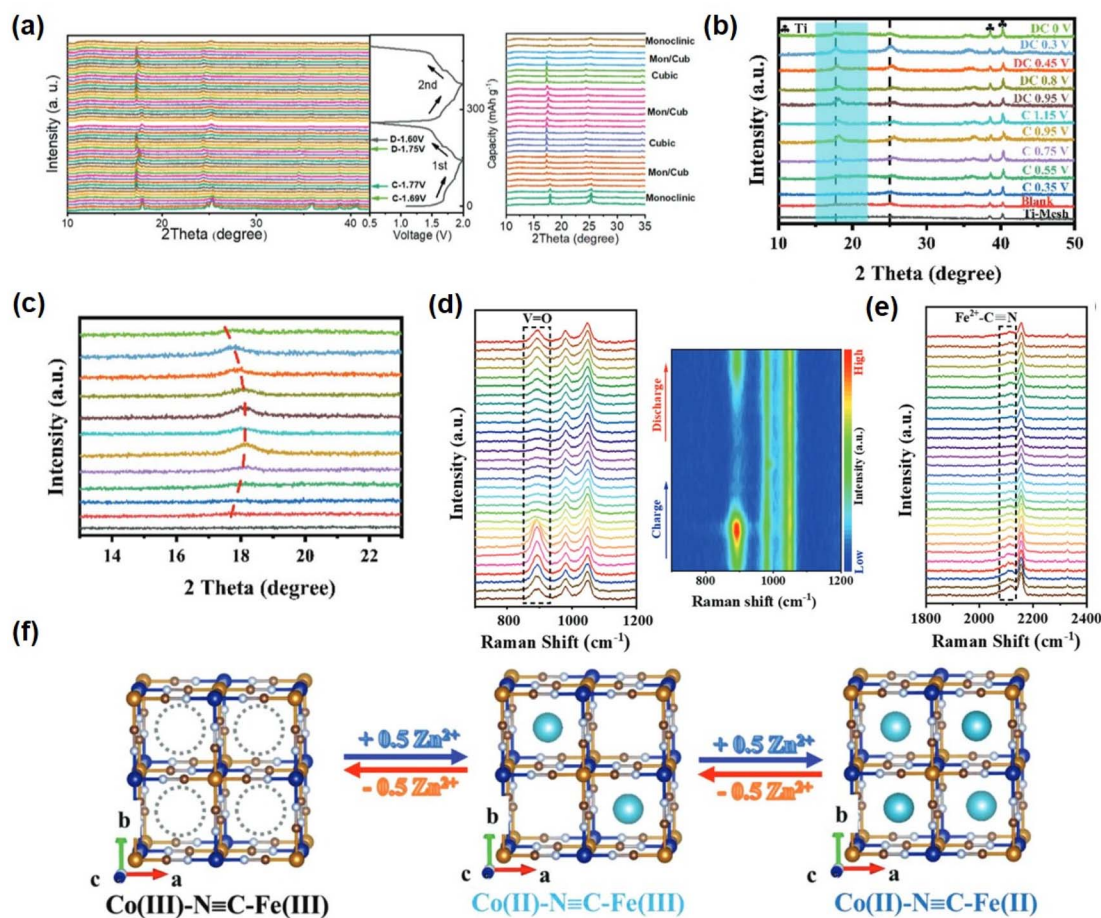 (a)
Intensity (a. u.)
10 20 30 40
2Theta (degree)
2nd
1st
D-1.60V
D-1.75V
C-1.77V
C-1.69V
0.5 1.0 1.5 2.0
Voltage (V)
0 300
Capacity (mAh g⁻¹)
Monoclinic
Mon/Cub
Cubic
Mon/Cub
Cubic
Mon/Cub
Monoclinic
10 15 20 25 30 35
2Theta (degree)
(b)
Intensity (a.u.)
♣ Ti
♣ ♣
DC 0 V
DC 0.3 V
DC 0.45 V
DC 0.8 V
DC 0.95 V
C 1.15 V
C 0.95 V
C 0.75 V
C 0.55 V
C 0.35 V
Blank
Ti-Mesh
10 20 30 40 50
2 Theta (degree)
(c)
Intensity (a.u.)
14 16 18 20 22
2 Theta (degree)
(d)
V=O
Intensity (a.u.)
800 1000 1200
Raman Shift (cm⁻¹)
Discharge
Charge
800 1000 1200
Raman shift (cm⁻¹)
High
Intensity (a.u.)
Low
(e)
Fe²⁺-C≡N
Intensity (a.u.)
1800 2000 2200 2400
Raman Shift (cm⁻¹)
(f)
+ 0.5 Zn²⁺
- 0.5 Zn²⁺
+ 0.5 Zn²⁺
- 0.5 Zn²⁺
b
c a
b
c a
b
c a
Co(III)-N≡C-Fe(III)
Co(II)-N≡C-Fe(III)
Co(II)-N≡C-Fe(II)